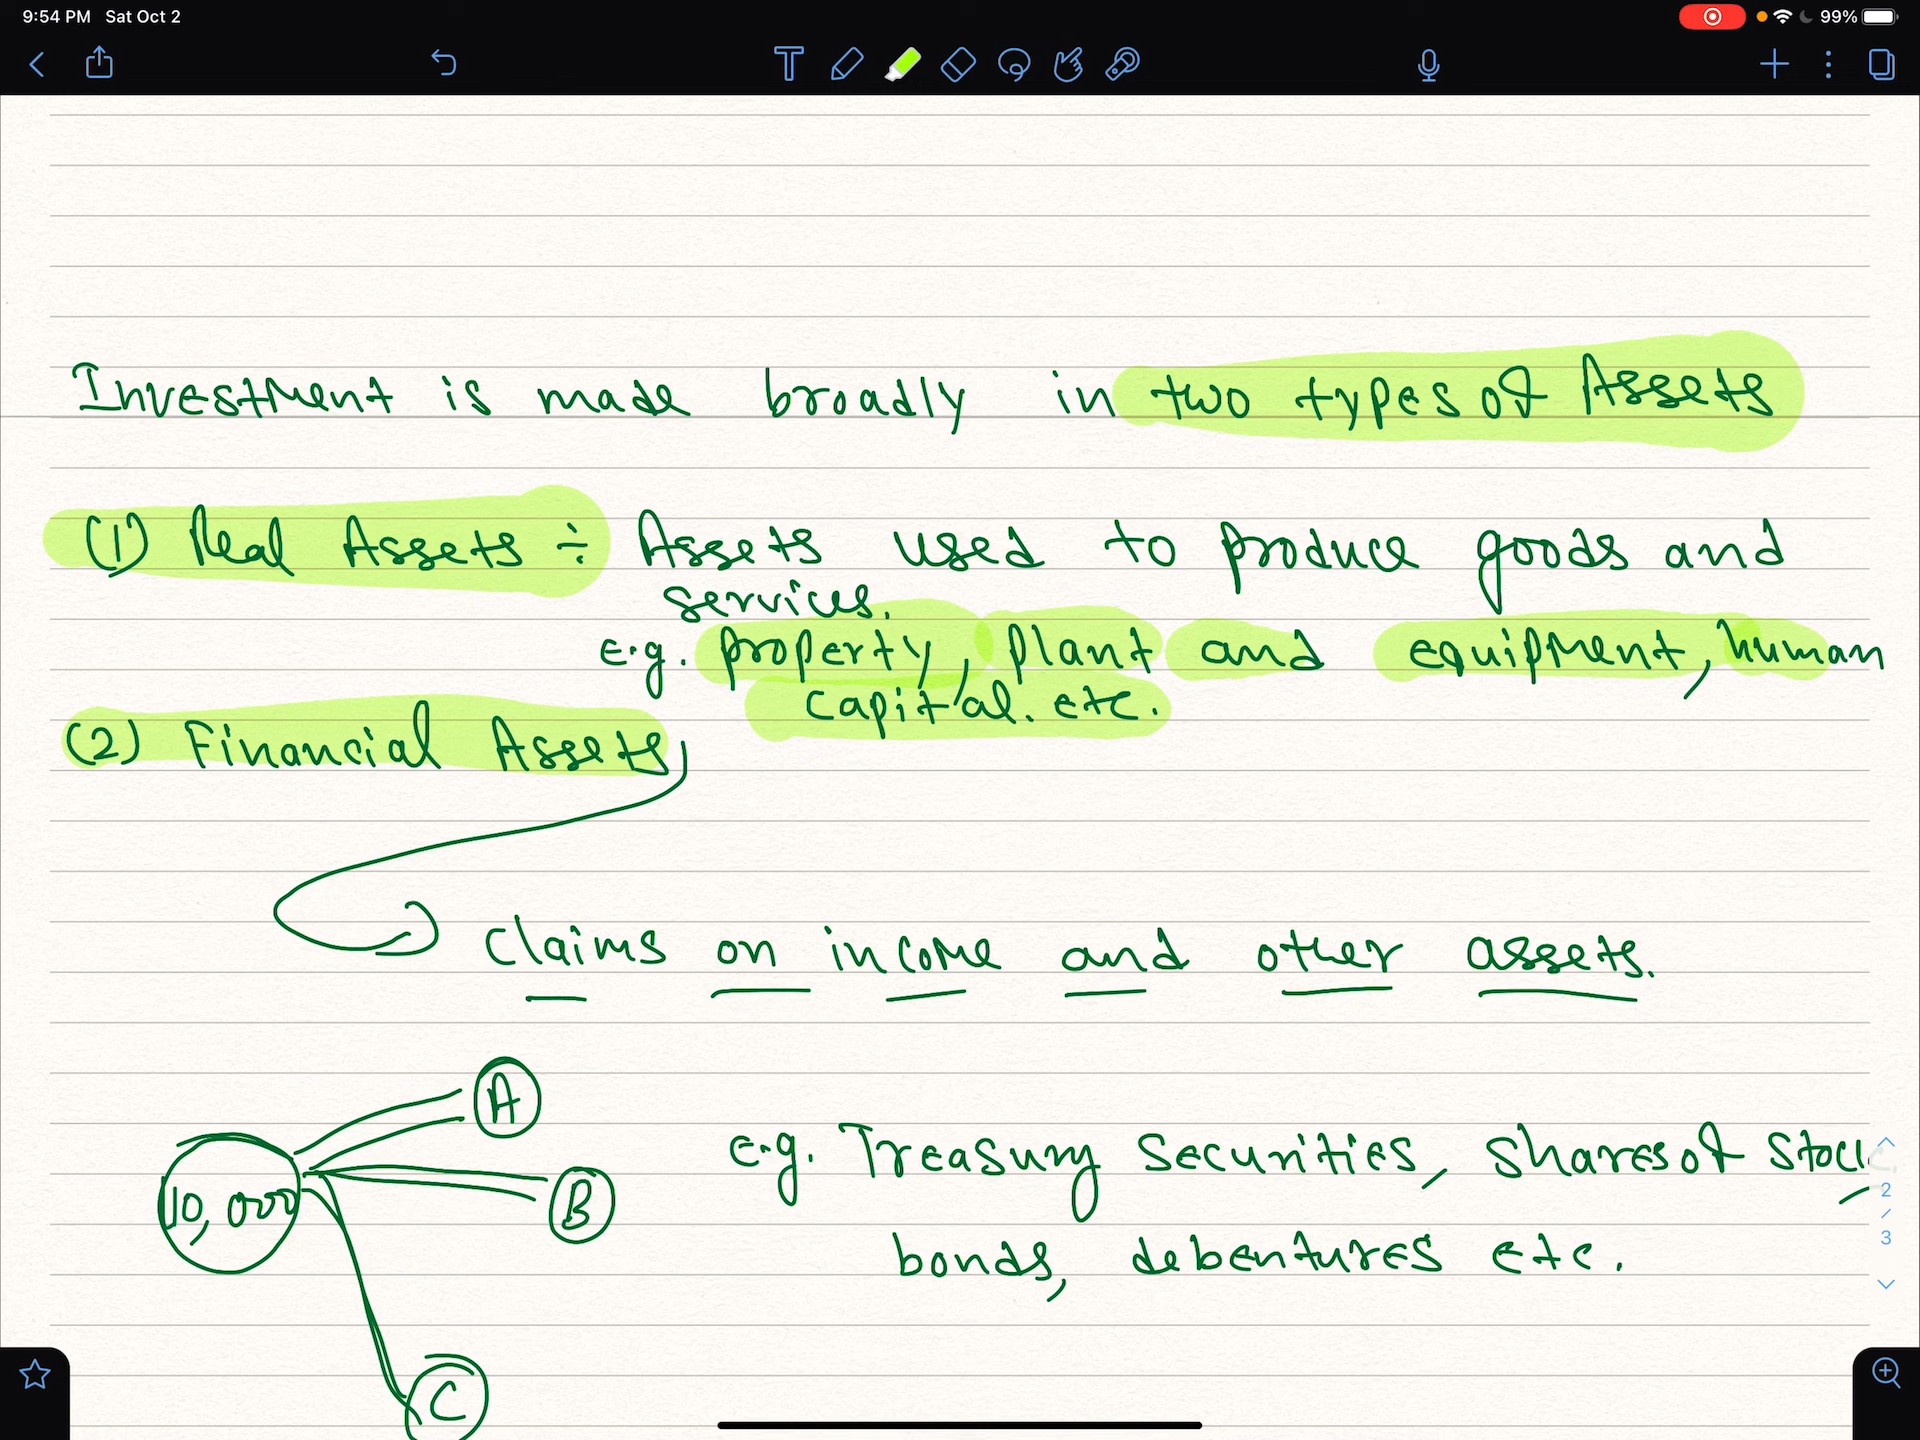 9:54 PM Sat Oct 2
99%
T
Investment is made broadly in two types of Assets
(1) Real Assets ÷ Assets used to produce goods and
services.
E.g. property, plant and equipment, human
capital. etc.
(2) Financial Assets
claims on income and other assets.
A
10,000
B
C
E.g. Treasury securities, shares of stock,
bonds, debentures etc.
2
/
3